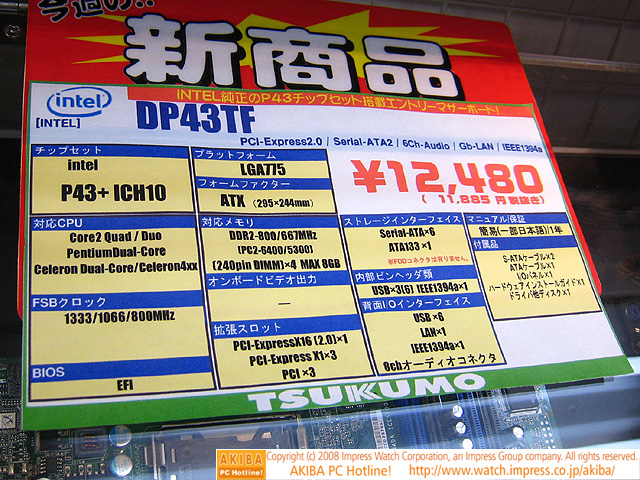 今週の!!
新商品
INTEL純正のP43チップセット搭載エントリーマザーボード!
intel
[INTEL]
DP43TF
PCI-Express2.0 / Serial-ATA2 / 6Ch-Audio / Gb-LAN / IEEE1394a
チップセット
intel
P43+ ICH10
プラットフォーム
LGA775
フォームファクター
ATX (295×244mm)
¥12,480
( 11,885 円税抜き)
対応CPU
Core2 Quad / Duo
PentiumDual-Core
Celeron Dual-Core/Celeron4xx
FSBクロック
1333/1066/800MHz
BIOS
EFI
対応メモリ
DDR2-800/667MHz
(PC2-6400/5300)
(240pin DIMM)×4 MAX 8GB
オンボードビデオ出力
―
拡張スロット
PCI-ExpressX16 (2.0)×1
PCI-Express X1×3
PCI ×3
ストレージインターフェイス
Serial-ATA×6
ATA133 ×1
※FDDコネクタは有りません。
内部ピンヘッダ類
USB×3(6) IEEE1394a×1
背面I/Oインターフェイス
USB ×6
LAN×1
IEEE1394a×1
8chオーディオコネクタ
マニュアル/保証
簡易(一部日本語)/1年
付属品
S-ATAケーブル×2
ATAケーブル×1
I/Oパネル×1
ハードウェアインストールガイド×1
ドライバ他ディスク×1
TSUKUMO
AKIBA
PC Hotline!
Copyright (c) 2008 Impress Watch Corporation, an Impress Group company. All rights reserved.
AKIBA PC Hotline! http://www.watch.impress.co.jp/akiba/